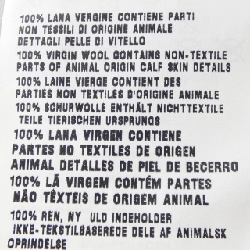 100% LANA VERGINE CONTIENE PARTI
NON TESSILI DI ORIGINE ANIMALE
DETTAGLI PELLE DI VITELLO
100% VIRGIN WOOL CONTAINS NON-TEXTILE
PARTS OF ANIMAL ORIGIN CALF SKIN DETAILS
100% LAINE VIERGE CONTIENT DES
PARTIES NON TEXTILES D'ORIGINE ANIMALE
100% SCHURWOLLE ENTHÄLT NICHTTEXTILE
TEILE TIERISCHEN URSPRUNGS
100% LANA VIRGEN CONTIENE
PARTES NO TEXTILES DE ORIGEN
ANIMAL DETALLES DE PIEL DE BECERRO
100% LÃ VIRGEM CONTÉM PARTES
NÃO TÊXTEIS DE ORIGEM ANIMAL
100% REN, NY ULD INDEHOLDER
IKKE-TEKSTILBASEREDE DELE AF ANIMALSK
OPRINDELSE